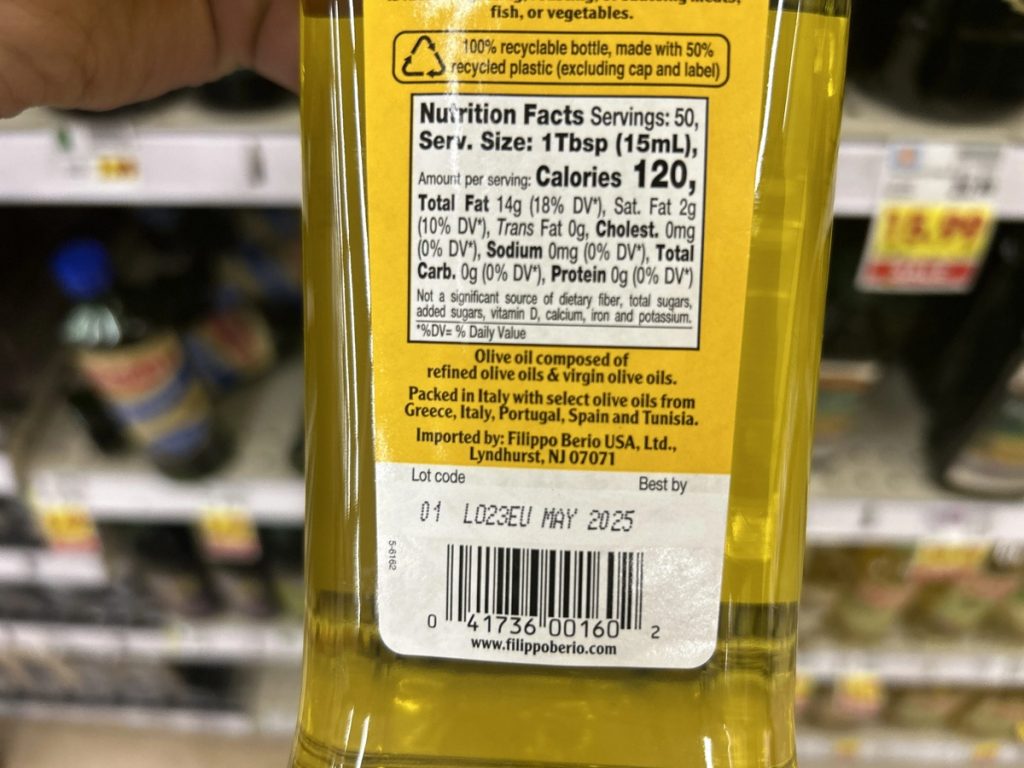 fish, or vegetables.
100% recyclable bottle, made with 50%
recycled plastic (excluding cap and label)
Nutrition Facts Servings: 50,
Serv. Size: 1Tbsp (15mL),
Amount per serving: Calories 120,
Total Fat 14g (18% DV*), Sat. Fat 2g
(10% DV*), Trans Fat 0g, Cholest. 0mg
(0% DV*), Sodium 0mg (0% DV*), Total
Carb. 0g (0% DV*), Protein 0g (0% DV*)
Not a significant source of dietary fiber, total sugars,
added sugars, vitamin D, calcium, iron and potassium.
*%DV= % Daily Value
Olive oil composed of
refined olive oils & virgin olive oils.
Packed in Italy with select olive oils from
Greece, Italy, Portugal, Spain and Tunisia.
Imported by: Filippo Berio USA, Ltd.,
Lyndhurst, NJ 07071
Lot code Best by
01 L023EU MAY 2025
5-6162
0 41736 00160 2
www.filippoberio.com